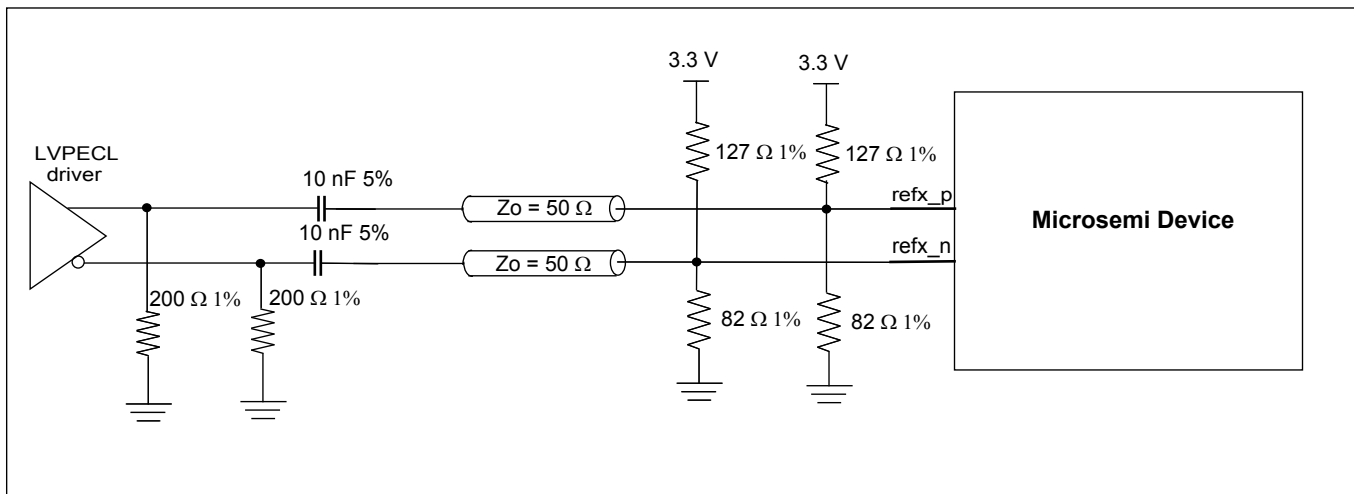 3.3 V
3.3 V
LVPECL
driver
127 Ω 1%
127 Ω 1%
10 nF 5%
Zo = 50 Ω
refx_p
Microsemi Device
10 nF 5%
Zo = 50 Ω
refx_n
200 Ω 1%
200 Ω 1%
82 Ω 1%
82 Ω 1%